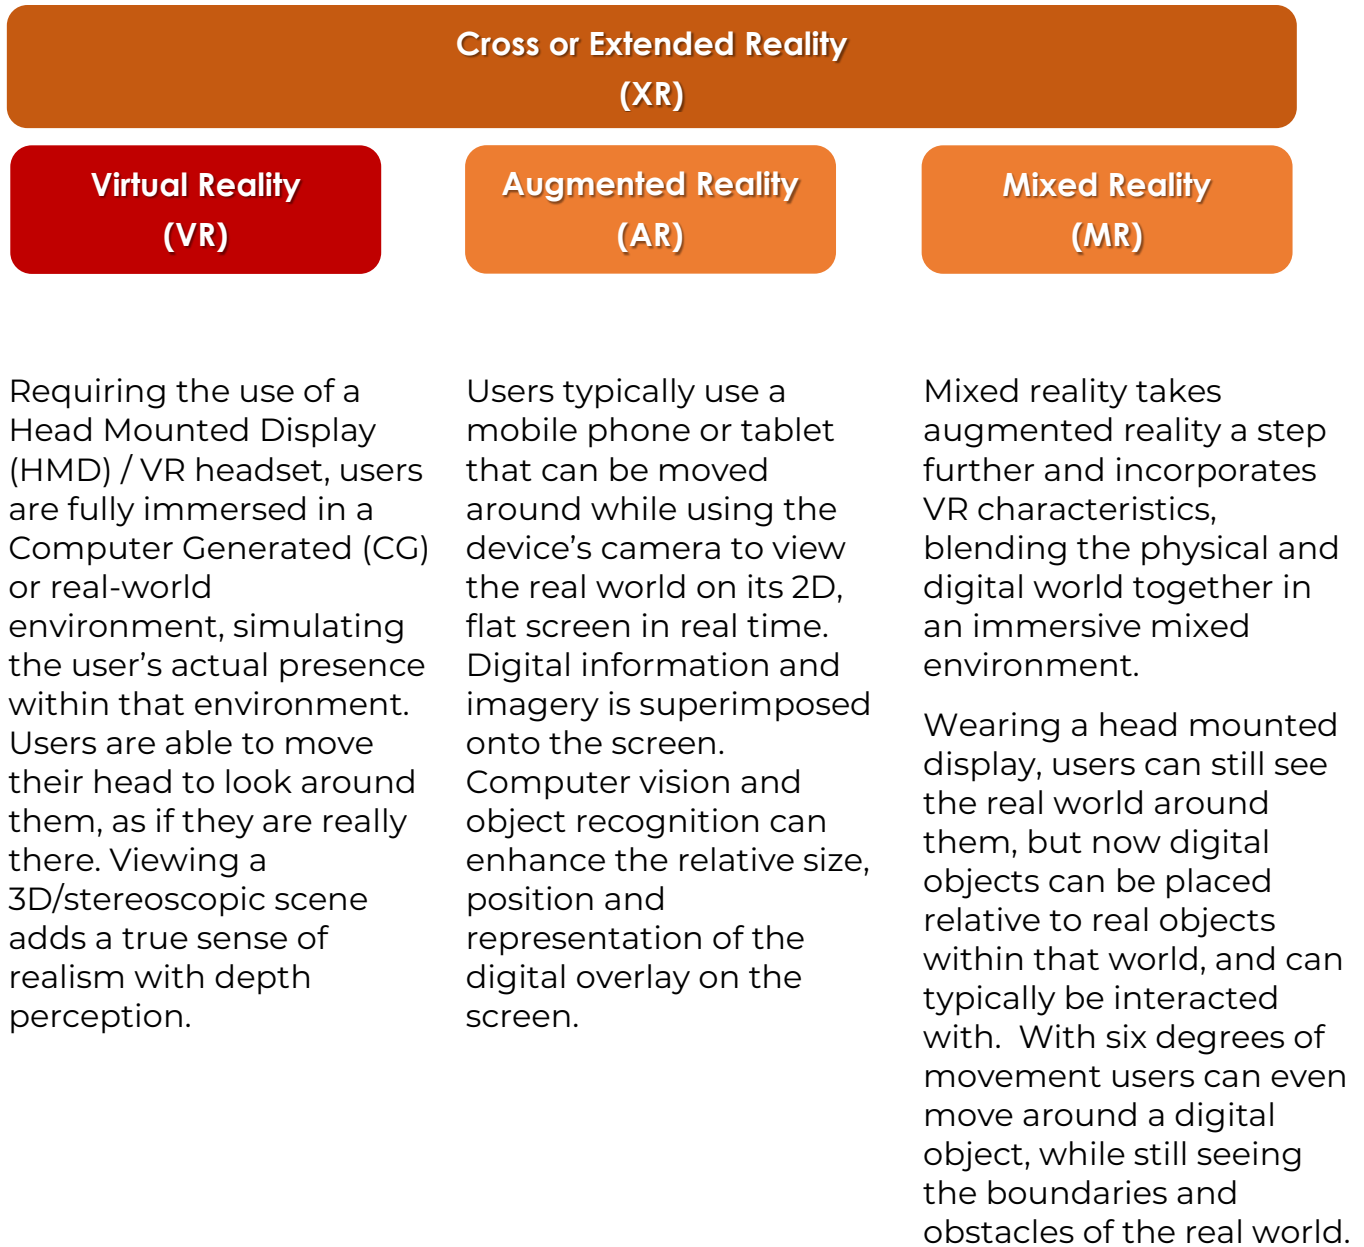 Cross or Extended Reality
(XR)
Virtual Reality
(VR)
Augmented Reality
(AR)
Mixed Reality
(MR)
Requiring the use of a
Head Mounted Display
(HMD) / VR headset, users
are fully immersed in a
Computer Generated (CG)
or real-world
environment, simulating
the user’s actual presence
within that environment.
Users are able to move
their head to look around
them, as if they are really
there. Viewing a
3D/stereoscopic scene
adds a true sense of
realism with depth
perception.
Users typically use a
mobile phone or tablet
that can be moved
around while using the
device’s camera to view
the real world on its 2D,
flat screen in real time.
Digital information and
imagery is superimposed
onto the screen.
Computer vision and
object recognition can
enhance the relative size,
position and
representation of the
digital overlay on the
screen.
Mixed reality takes
augmented reality a step
further and incorporates
VR characteristics,
blending the physical and
digital world together in
an immersive mixed
environment.
Wearing a head mounted
display, users can still see
the real world around
them, but now digital
objects can be placed
relative to real objects
within that world, and can
typically be interacted
with.  With six degrees of
movement users can even
move around a digital
object, while still seeing
the boundaries and
obstacles of the real world.